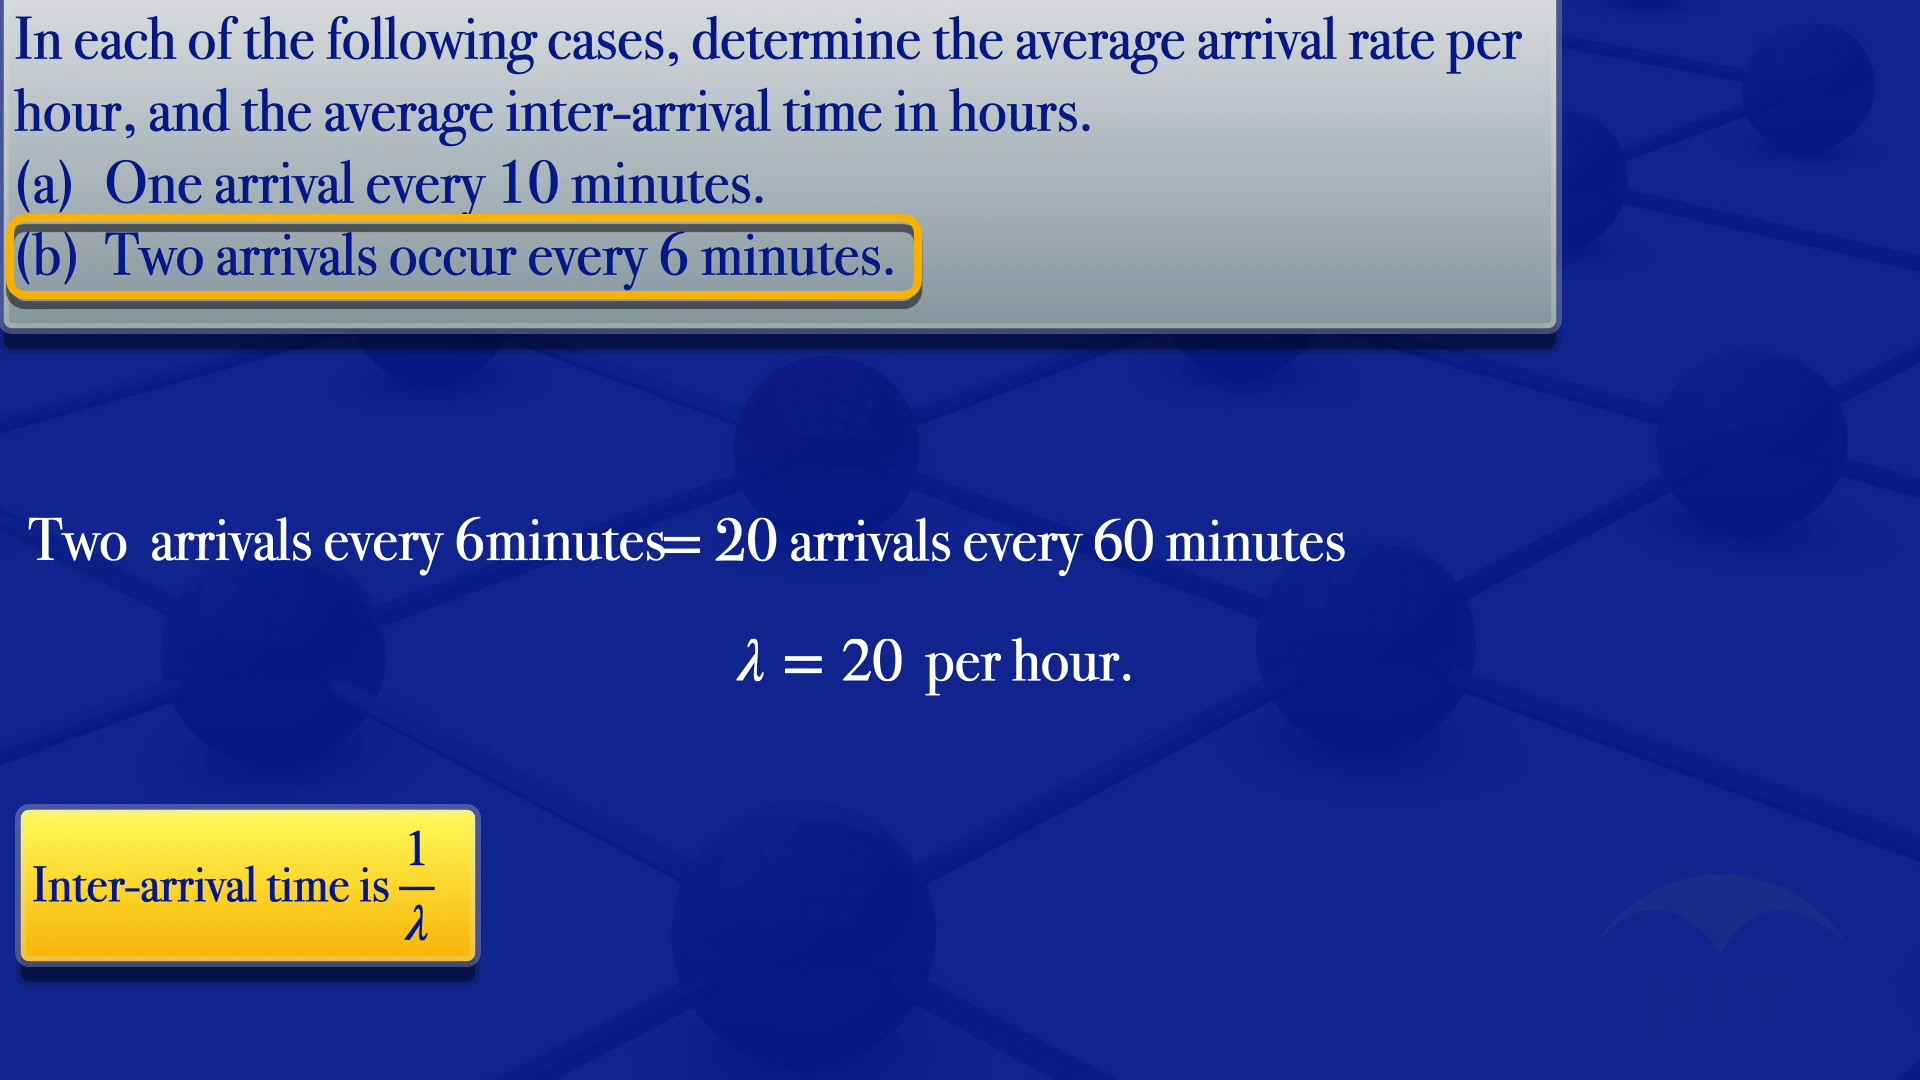 In each of the following cases, determine the average arrival rate per
hour, and the average inter-arrival time in hours.
(a) One arrival every 10 minutes.
(b) Two arrivals occur every 6 minutes.
Two arrivals every 6minutes= 20 arrivals every 60 minutes
λ = 20 per hour.
Inter-arrival time is 1/λ